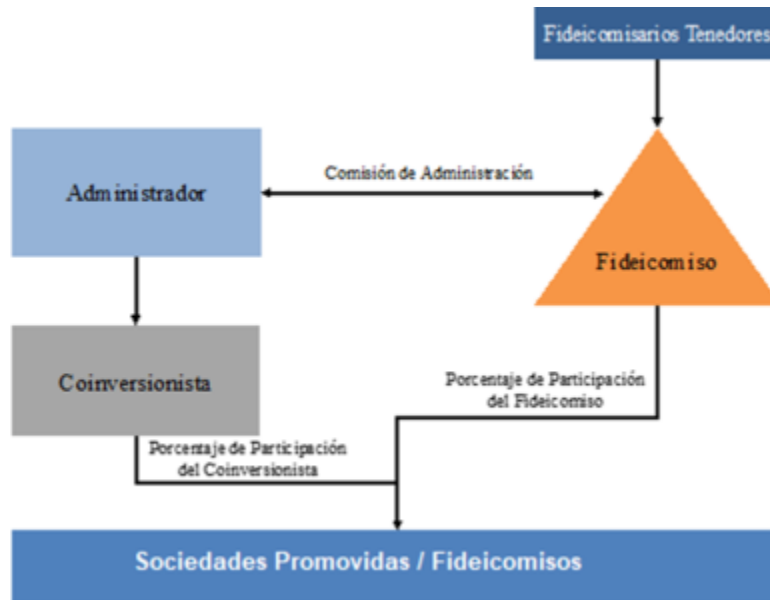 Fideicomisarios Tenedores
Comisión de Administración
Administrador
Fideicomiso
Coinversionista
Porcentaje de Participación
del Fideicomiso
Porcentaje de Participación
del Coinversionista
Sociedades Promovidas / Fideicomisos